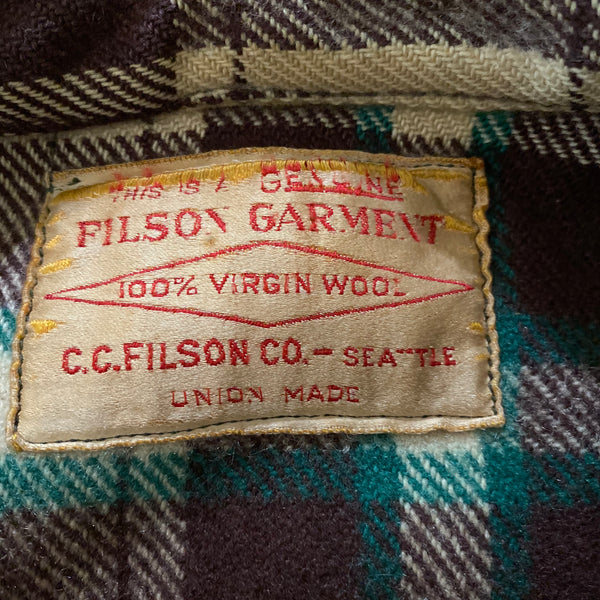 THIS IS A GENUINE
FILSON GARMENT
100% VIRGIN WOOL
C.C.FILSON CO.- SEATTLE
UNION MADE